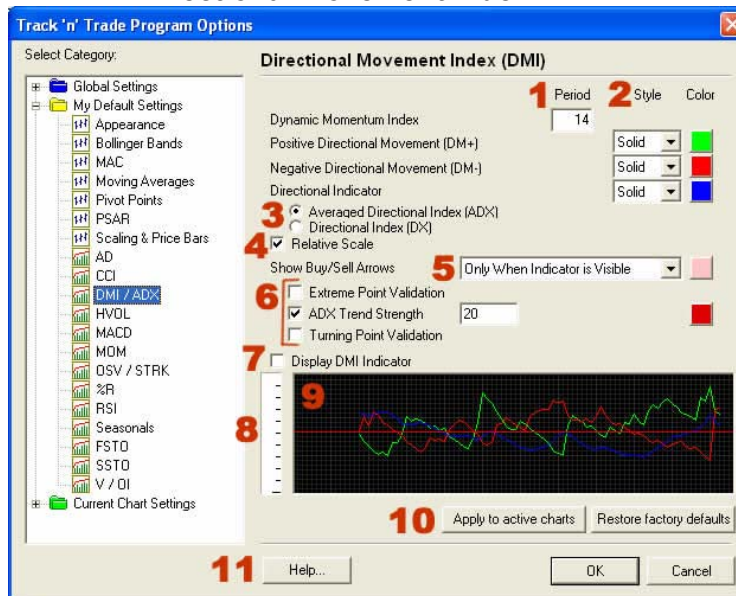 Track 'n' Trade Program Options
Select Category:
Global Settings
My Default Settings
Appearance
Bollinger Bands
MAC
Moving Averages
Pivot Points
PSAR
Scaling & Price Bars
AD
CCI
DMI / ADX
HVOL
MACD
MOM
OSV / STRK
%R
RSI
Seasonals
FSTO
SSTO
V / OI
Current Chart Settings
Directional Movement Index (DMI)
1 Period 2 Style Color
Dynamic Momentum Index 14
Positive Directional Movement (DM+) Solid
Negative Directional Movement (DM-) Solid
Directional Indicator Solid
3 Averaged Directional Index (ADX)
Directional Index (DX)
4 Relative Scale
Show Buy/Sell Arrows 5 Only When Indicator is Visible
6 Extreme Point Validation
ADX Trend Strength 20
Turning Point Validation
7 Display DMI Indicator
8 9
10 Apply to active charts Restore factory defaults
11 Help... OK Cancel